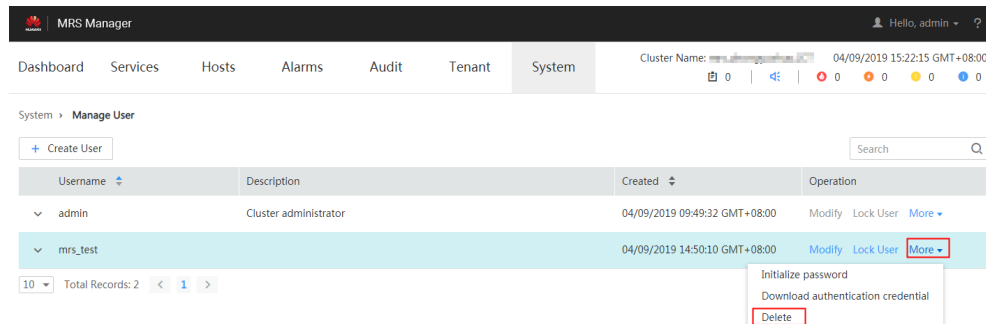 HUAWEI MRS Manager Hello, admin ?
Dashboard Services Hosts Alarms Audit Tenant System Cluster Name: 04/09/2019 15:22:15 GMT+08:00
0 0 0 0 0
System > Manage User
+ Create User Search
Username Description Created Operation
admin Cluster administrator 04/09/2019 09:49:32 GMT+08:00 Modify Lock User More
mrs_test 04/09/2019 14:50:10 GMT+08:00 Modify Lock User More
10 Total Records: 2 < 1 > Initialize password
Download authentication credential
Delete